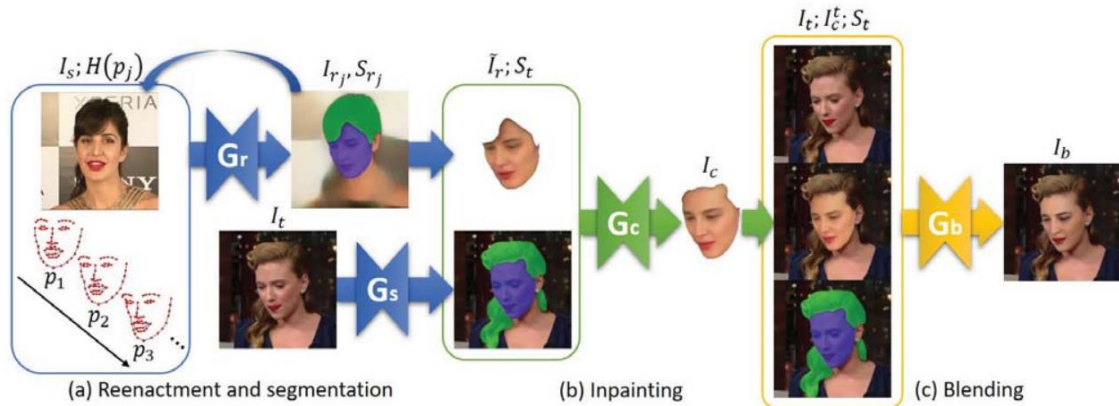 I_s; H(p_j)
I_{r_j}, S_{r_j}
Ĩ_r; S_t
I_t; I_c^t; S_t
XPERIA
NY
G_r
I_t
G_s
G_c
I_c
G_b
I_b
p_1
p_2
p_3
...
(a) Reenactment and segmentation
(b) Inpainting
(c) Blending